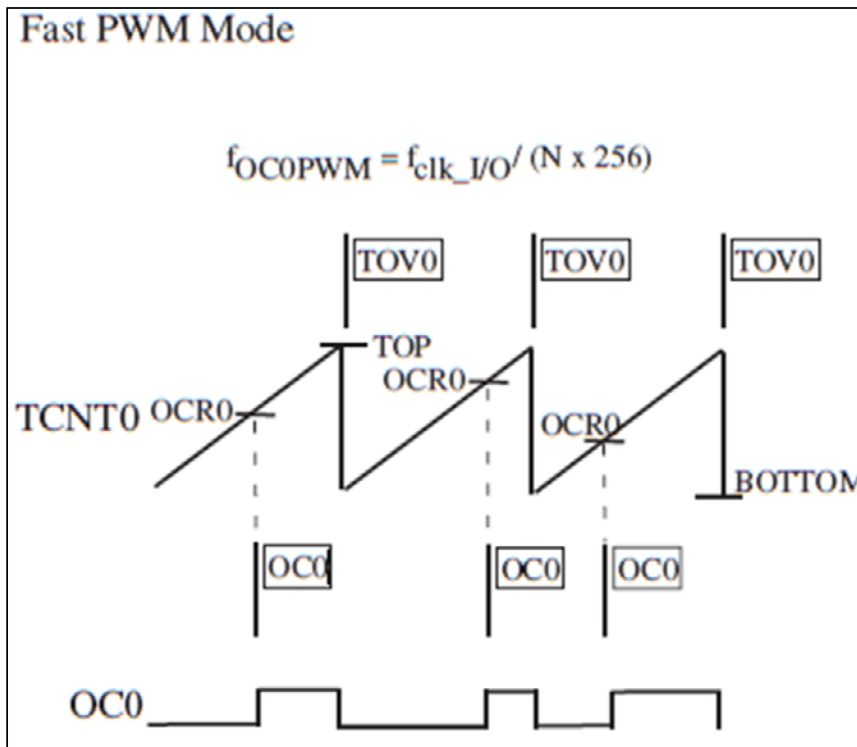 Fast PWM Mode
fOC0PWM = fclk_I/O/ (N x 256)
TOV0 TOV0 TOV0
TOP
OCR0
TCNT0 OCR0
OCR0
BOTTOM
OC0 OC0 OC0
OC0